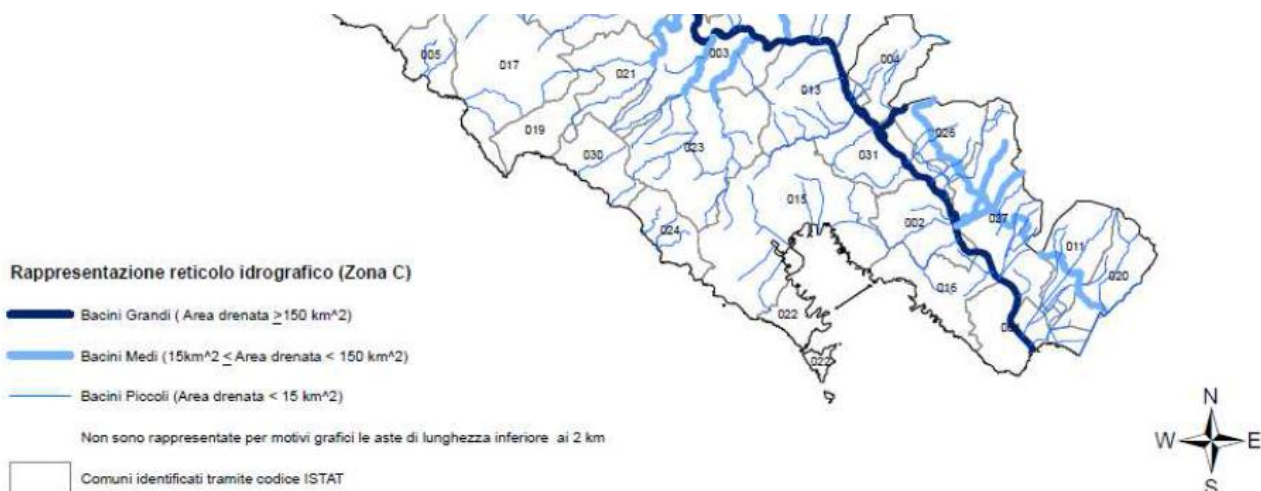 005
017
021
003
004
013
019
030
023
026
031
015
002
027
024
011
020
016
022
022
Rappresentazione reticolo idrografico (Zona C)
Bacini Grandi ( Area drenata >150 km^2)
Bacini Medi (15km^2 < Area drenata < 150 km^2)
Bacini Piccoli (Area drenata < 15 km^2)
Non sono rappresentate per motivi grafici le aste di lunghezza inferiore ai 2 km
Comuni identificati tramite codice ISTAT
N
W E
S